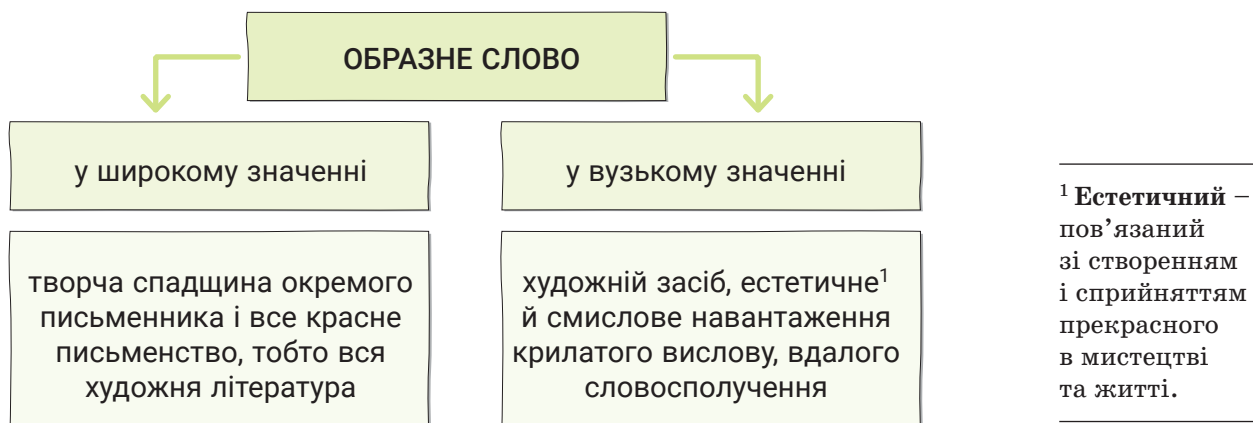 ОБРАЗНЕ СЛОВО
у широкому значенні
у вузькому значенні
творча спадщина окремого
письменника і все красне
письменство, тобто вся
художня література
художній засіб, естетичне¹
й смислове навантаження
крилатого вислову, вдалого
словосполучення
¹ Естетичний –
пов’язаний
зі створенням
і сприйняттям
прекрасного
в мистецтві
та житті.